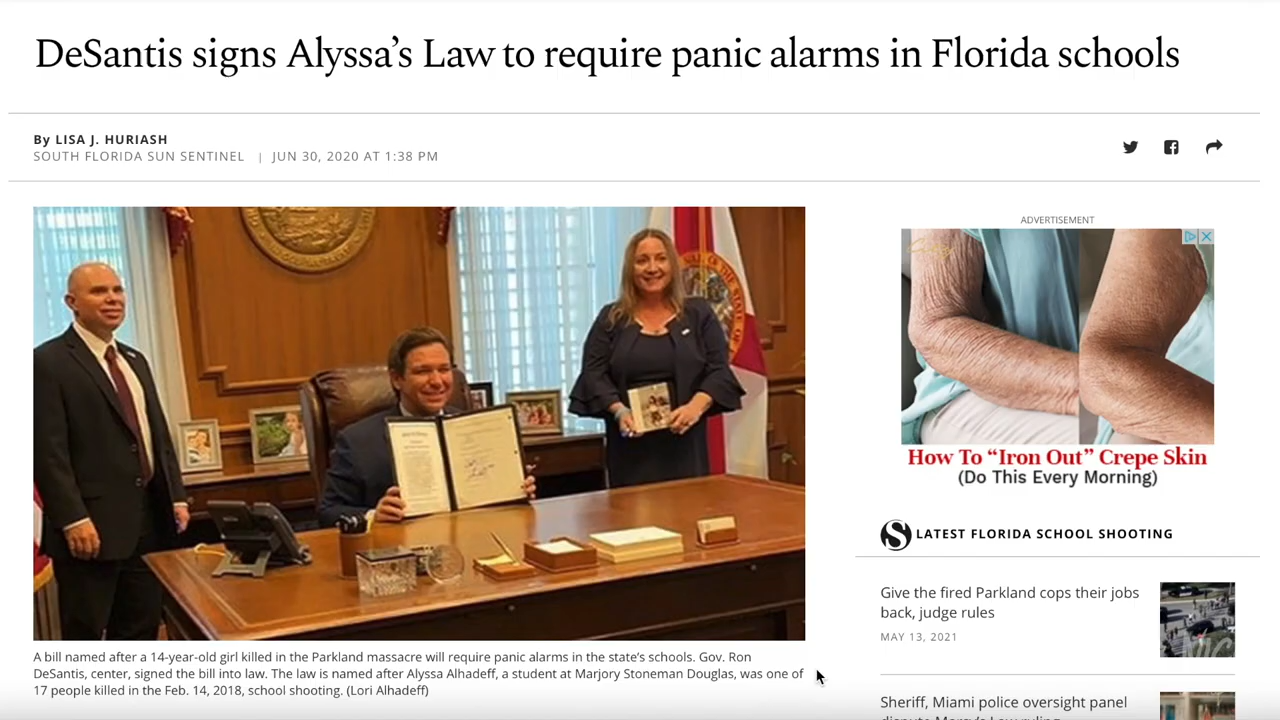 DeSantis signs Alyssa's Law to require panic alarms in Florida schools
By LISA J. HURIASH
SOUTH FLORIDA SUN SENTINEL | JUN 30, 2020 AT 1:38 PM
A bill named after a 14-year-old girl killed in the Parkland massacre will require panic alarms in the state's schools. Gov. Ron
DeSantis, center, signed the bill into law. The law is named after Alyssa Alhadeff, a student at Marjory Stoneman Douglas, was one of
17 people killed in the Feb. 14, 2018, school shooting. (Lori Alhadeff)
ADVERTISEMENT
How To "Iron Out" Crepe Skin
(Do This Every Morning)
LATEST FLORIDA SCHOOL SHOOTING
Give the fired Parkland cops their jobs
back, judge rules
MAY 13, 2021
Sheriff, Miami police oversight panel